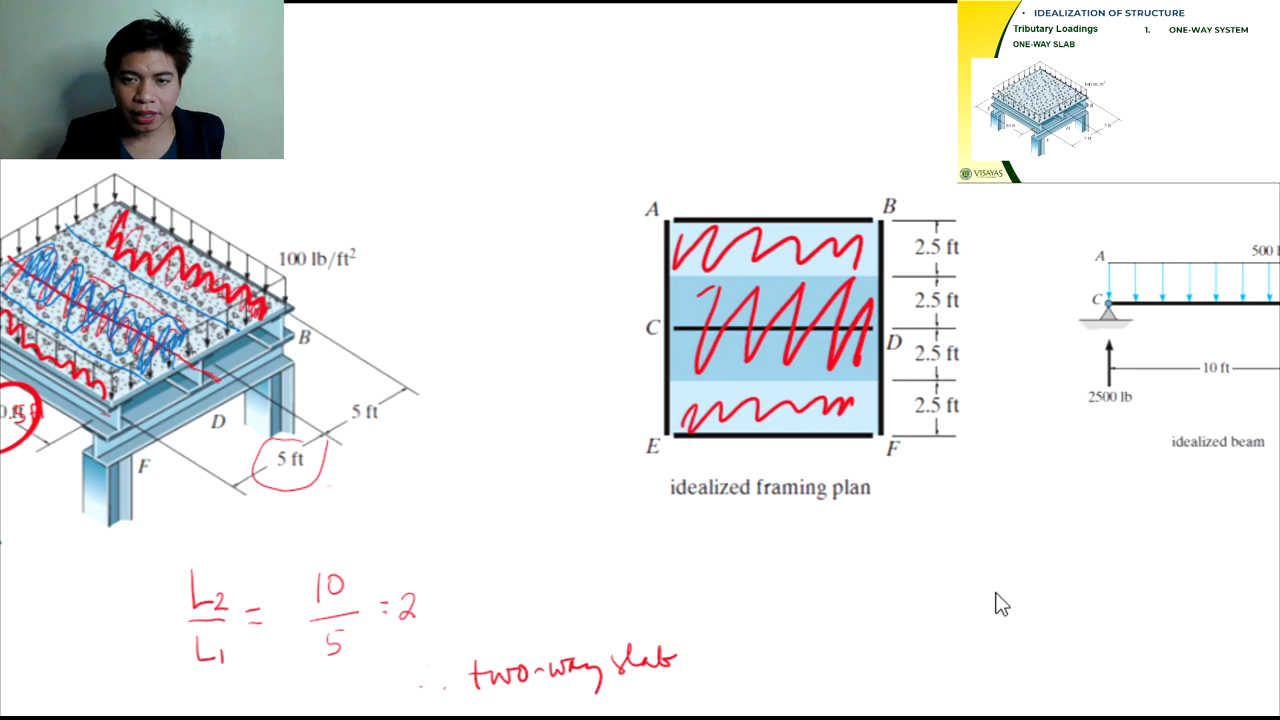 • IDEALIZATION OF STRUCTURE
Tributary Loadings
1. ONE-WAY SYSTEM
ONE-WAY SLAB
VISAYAS
100 lb/ft²
B
5 ft
D
5 ft
F
A
B
2.5 ft
2.5 ft
C
D
2.5 ft
2.5 ft
E
F
idealized framing plan
A
500 l
C
10 ft
2500 lb
idealized beam
L2/L1 = 10/5 = 2
∴ two-way slab